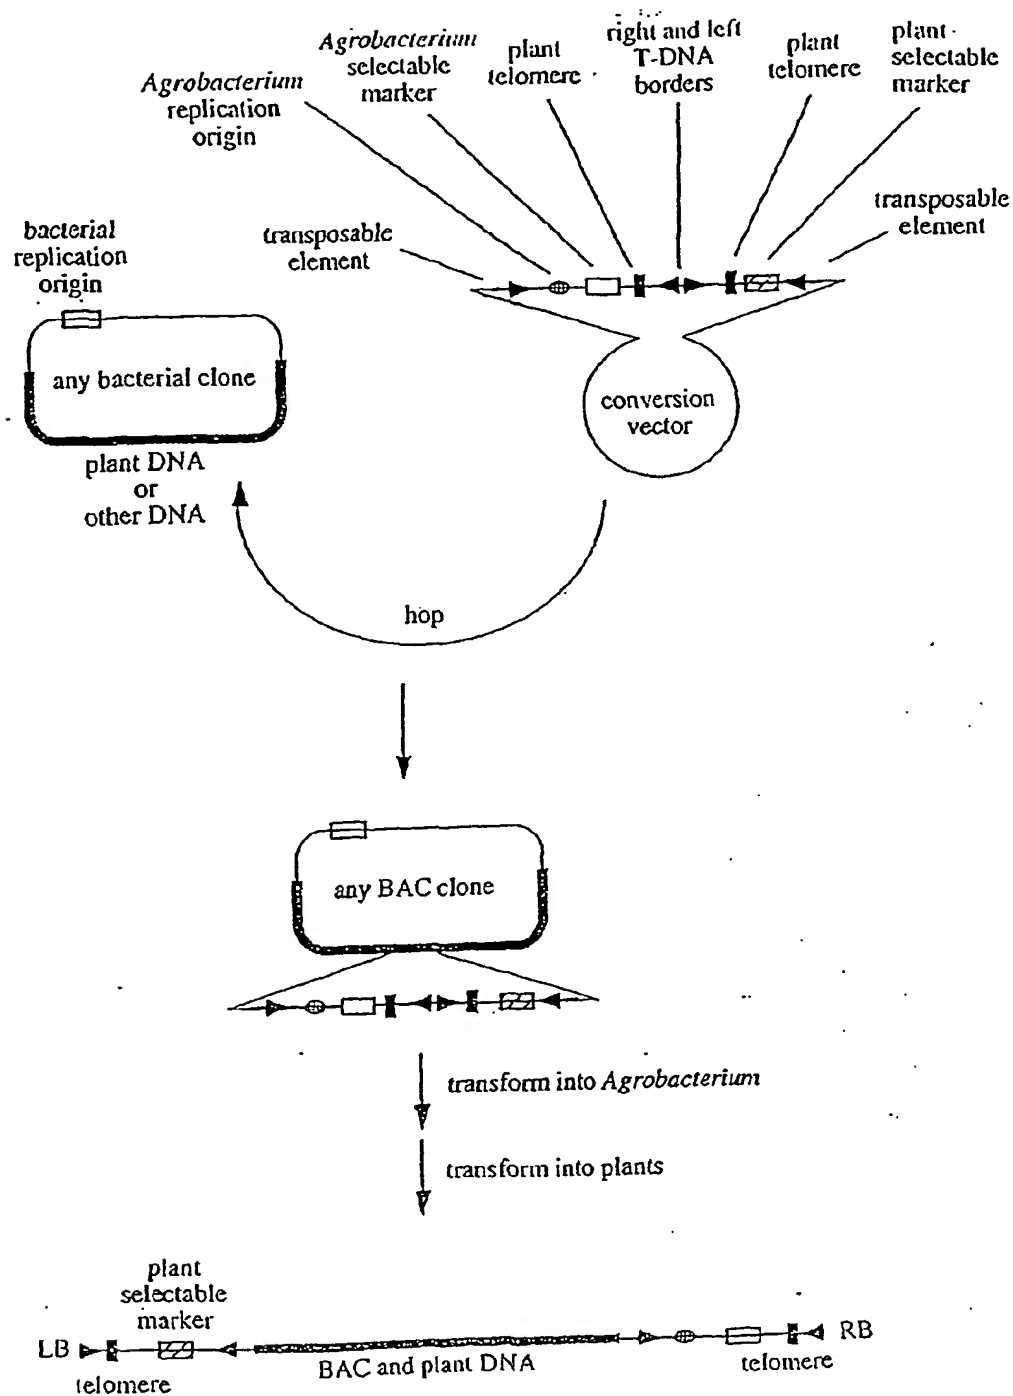 Agrobacterium
replication
origin
Agrobacterium
selectable
marker
plant
telomere
right and left
T-DNA
borders
plant
telomere
plant
selectable
marker
transposable
element
transposable
element
bacterial
replication
origin
any bacterial clone
plant DNA
or
other DNA
conversion
vector
hop
any BAC clone
transform into Agrobacterium
transform into plants
plant
selectable
marker
LB
telomere
BAC and plant DNA
RB
telomere